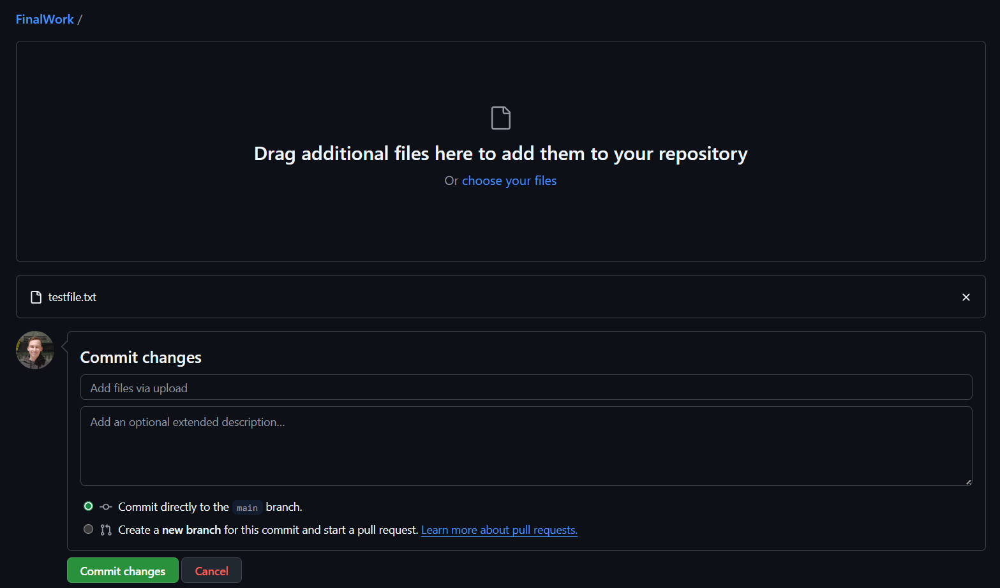 FinalWork /
Drag additional files here to add them to your repository
Or choose your files
testfile.txt
Commit changes
Add files via upload
Add an optional extended description...
Commit directly to the main branch.
Create a new branch for this commit and start a pull request. Learn more about pull requests.
Commit changes Cancel